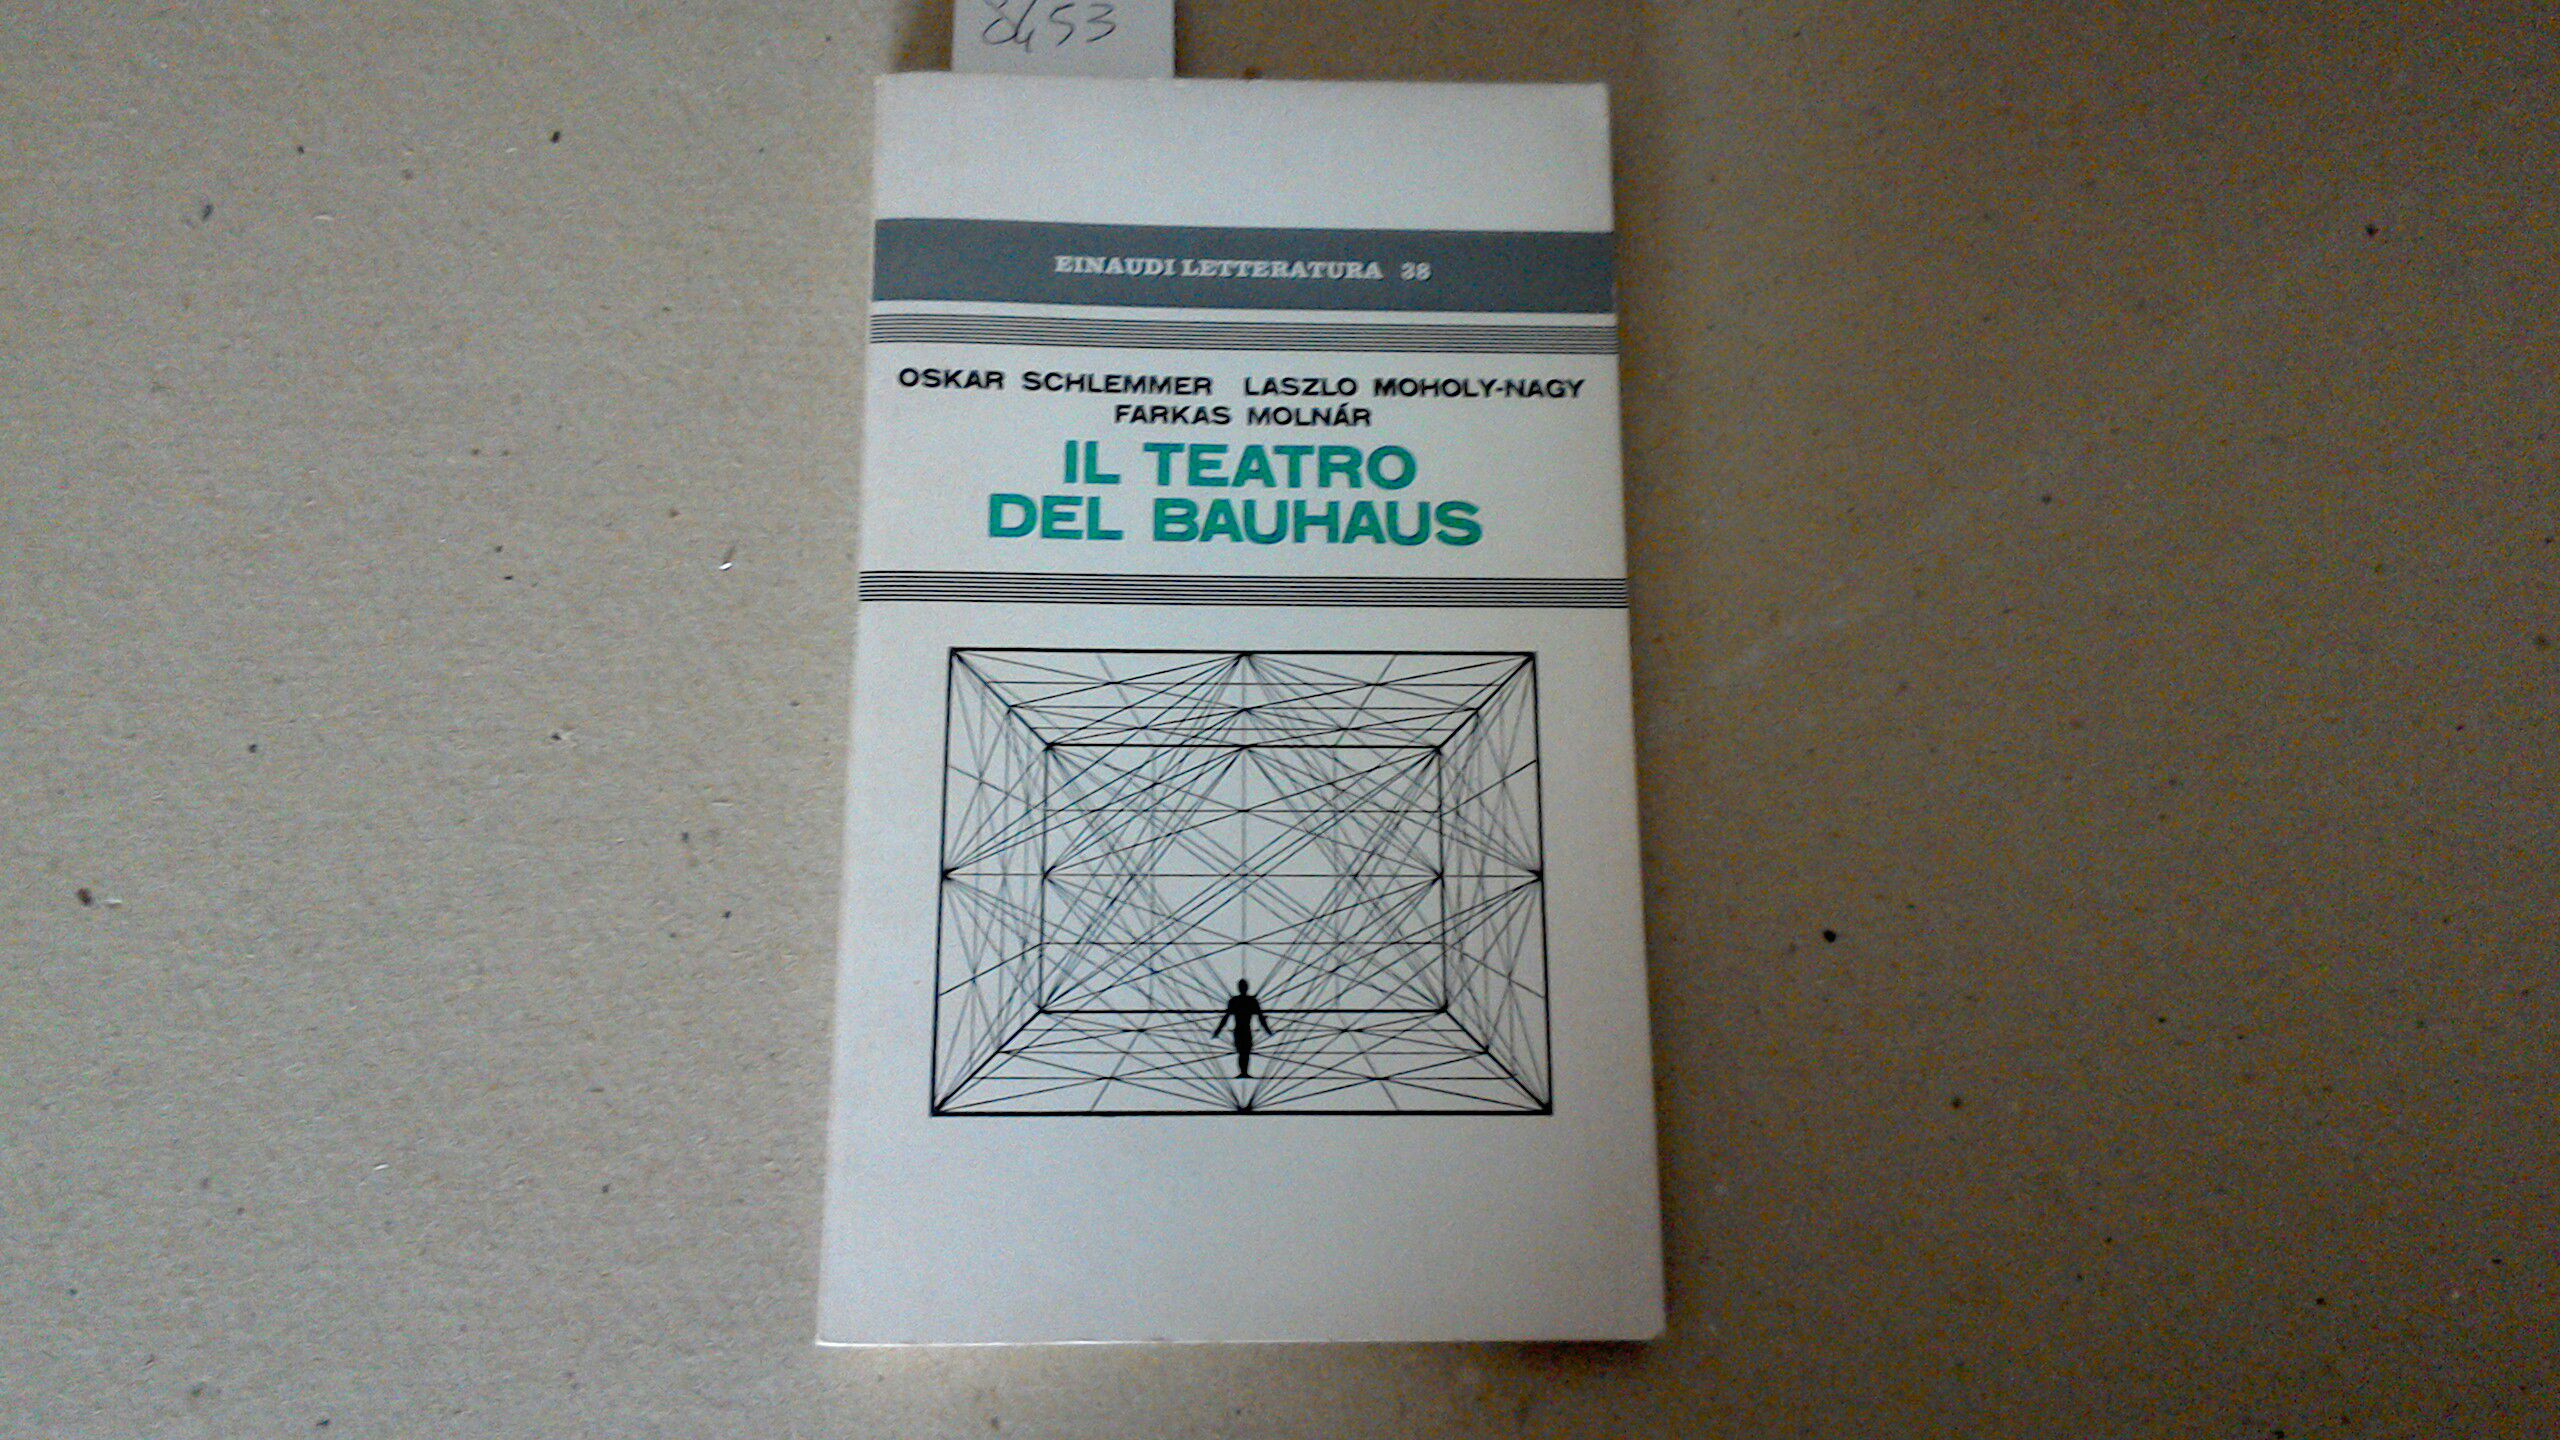 8453
EINAUDI LETTERATURA 38
OSKAR SCHLEMMER LASZLO MOHOLY-NAGY
FARKAS MOLNÁR
IL TEATRO
DEL BAUHAUS